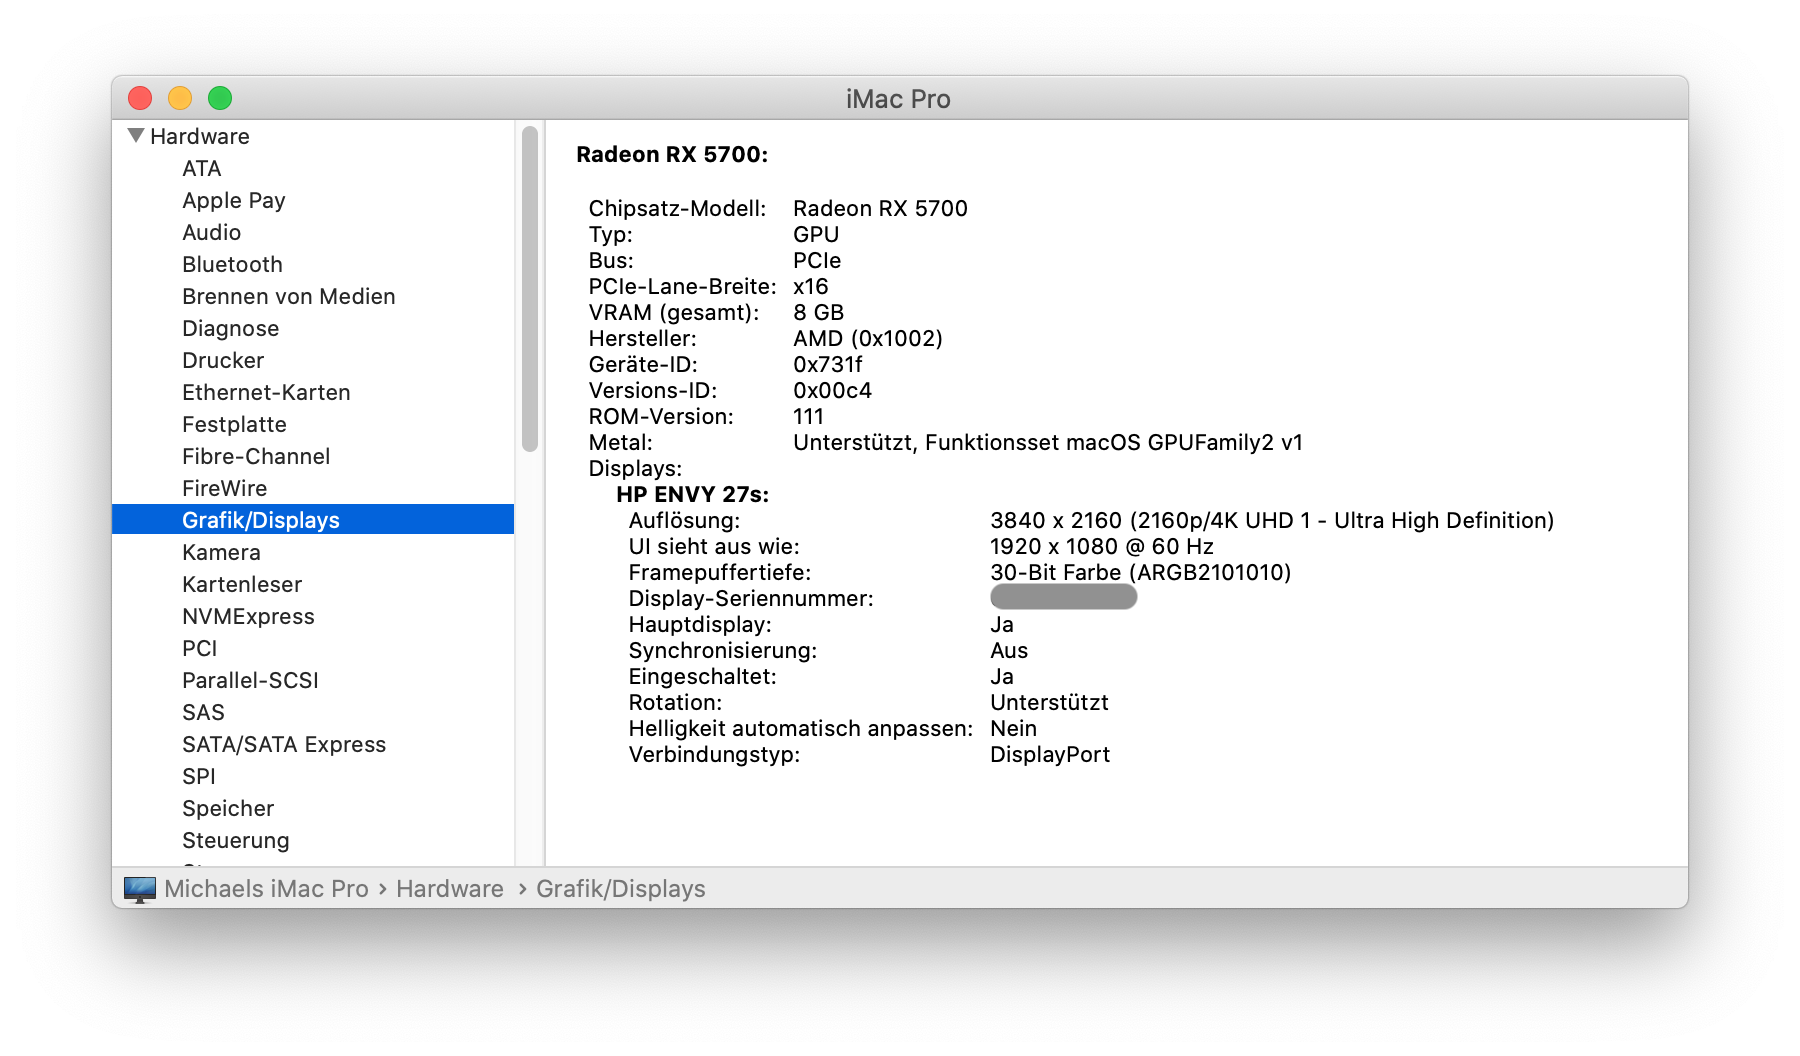 iMac Pro
Hardware
ATA
Apple Pay
Audio
Bluetooth
Brennen von Medien
Diagnose
Drucker
Ethernet-Karten
Festplatte
Fibre-Channel
FireWire
Grafik/Displays
Kamera
Kartenleser
NVMExpress
PCI
Parallel-SCSI
SAS
SATA/SATA Express
SPI
Speicher
Steuerung
Radeon RX 5700:
Chipsatz-Modell: Radeon RX 5700
Typ: GPU
Bus: PCIe
PCIe-Lane-Breite: x16
VRAM (gesamt): 8 GB
Hersteller: AMD (0x1002)
Geräte-ID: 0x731f
Versions-ID: 0x00c4
ROM-Version: 111
Metal: Unterstützt, Funktionsset macOS GPUFamily2 v1
Displays:
HP ENVY 27s:
Auflösung: 3840 x 2160 (2160p/4K UHD 1 - Ultra High Definition)
UI sieht aus wie: 1920 x 1080 @ 60 Hz
Framepuffertiefe: 30-Bit Farbe (ARGB2101010)
Display-Seriennummer:
Hauptdisplay: Ja
Synchronisierung: Aus
Eingeschaltet: Ja
Rotation: Unterstützt
Helligkeit automatisch anpassen: Nein
Verbindungstyp: DisplayPort
Michaels iMac Pro › Hardware › Grafik/Displays